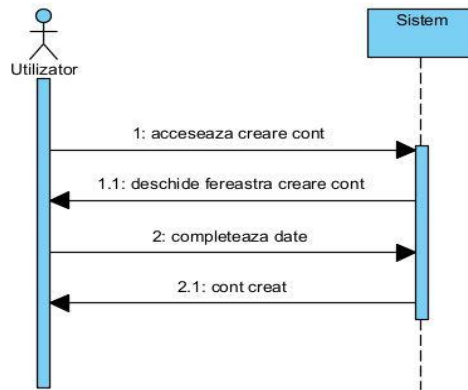 Utilizator
Sistem
1: acceseaza creare cont
1.1: deschide fereastra creare cont
2: completeaza date
2.1: cont creat